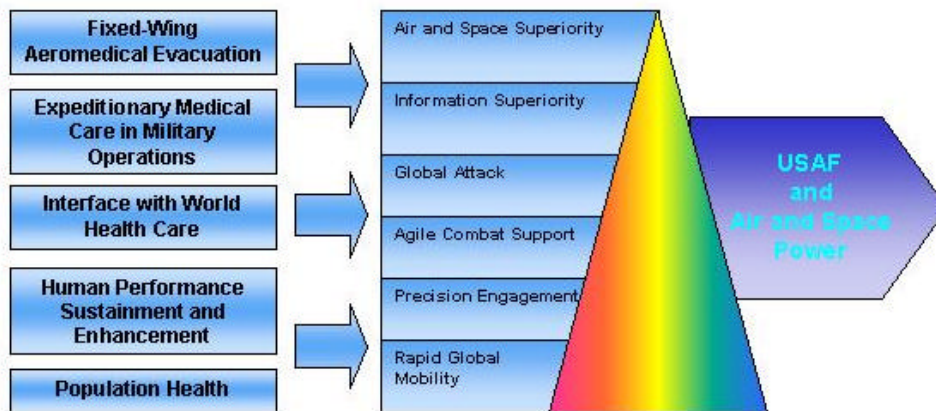 Fixed-Wing
Aeromedical Evacuation
Expeditionary Medical
Care in Military
Operations
Interface with World
Health Care
Human Performance
Sustainment and
Enhancement
Population Health
Air and Space Superiority
Information Superiority
Global Attack
Agile Combat Support
Precision Engagement
Rapid Global
Mobility
USAF
and
Air and Space
Power